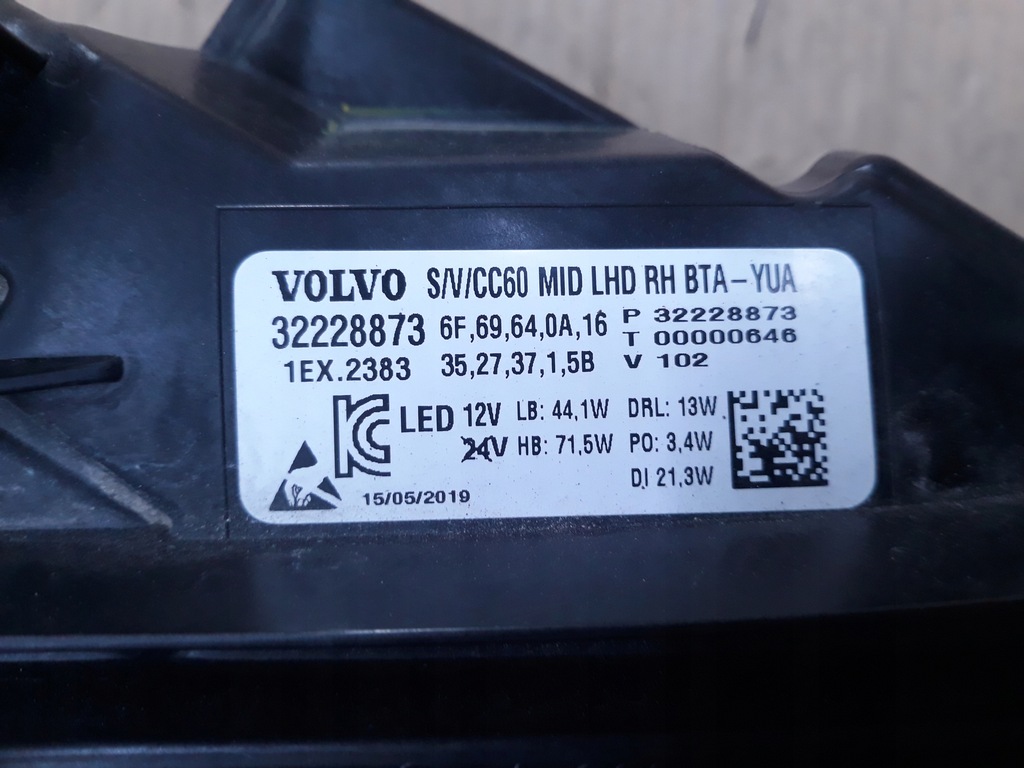 VOLVO S/V/CC60 MID LHD RH BTA-YUA
32228873 6F,69,64,0A,16 P 32228873
T 00000646
1EX.2383 35,27,37,1,5B V 102
LED 12V LB: 44,1W DRL: 13W
24V HB: 71,5W PO: 3,4W
DI 21,3W
15/05/2019